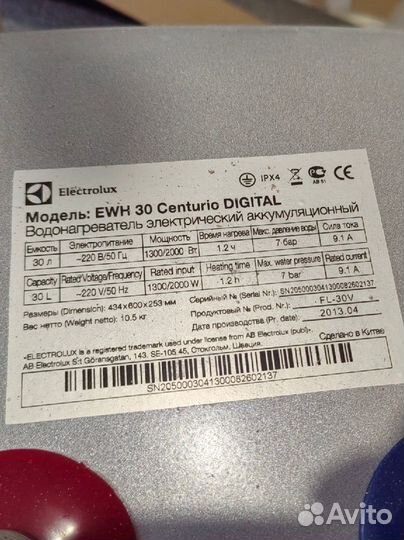 Electrolux
IPX4
АВ 51
Модель: EWH 30 Centurio DIGITAL
Водонагреватель электрический аккумуляционный
Емкость Электропитание Мощность Время нагрева Макс. давление воды Сила тока
30 л ~220 В/50 Гц 1300/2000 Вт 1.2 ч 7 бар 9.1 А
Capacity Rated Voltage/Frequency Rated input Heating time Max. water pressure Rated current
30 L ~220 V/50 Hz 1300/2000 W 1.2 h 7 bar 9.1 A
Размеры (Dimension): 434x600x253 мм
Вес нетто (Weight netto): 10.5 кг
Серийный № (Serial Nr.): SN2050003041300082602137
Продуктовый № (Prod. Nr.): FL-30V
Дата производства (Pr. date): 2013.04
«ELECTROLUX is a registered trademark used under license from AB Electrolux (publ).
AB Electrolux S:t Göransgatan, 143, SE-105 45, Стокгольм, Швеция.
Сделано в Китае
SN2050003041300082602137
Avito